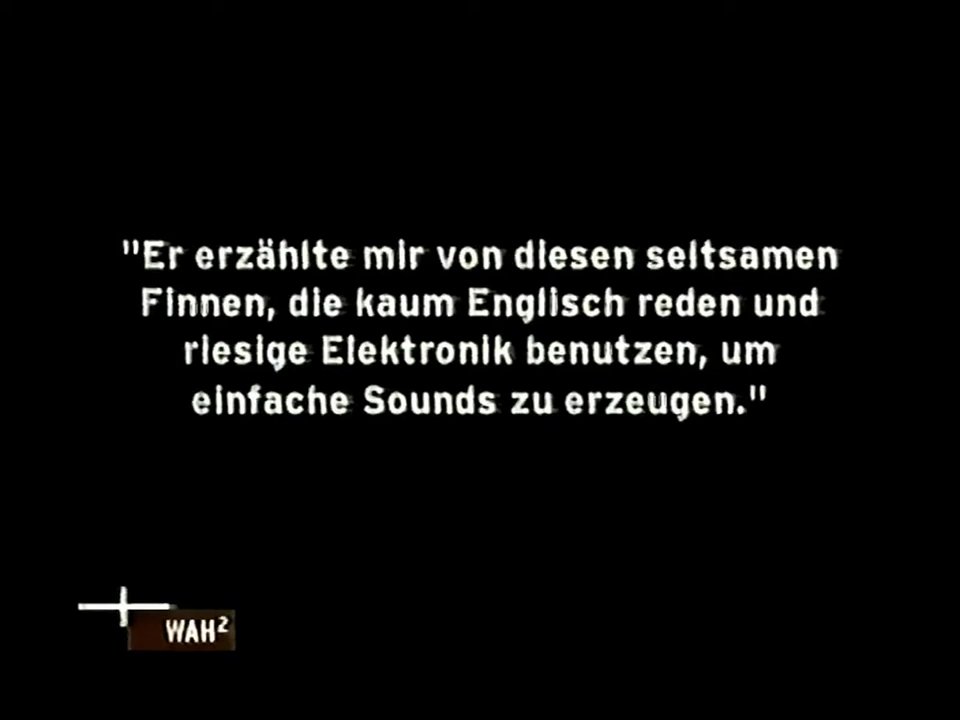 "Er erzählte mir von diesen seltsamen
Finnen, die kaum Englisch reden und
riesige Elektronik benutzen, um
einfache Sounds zu erzeugen."
WAH²